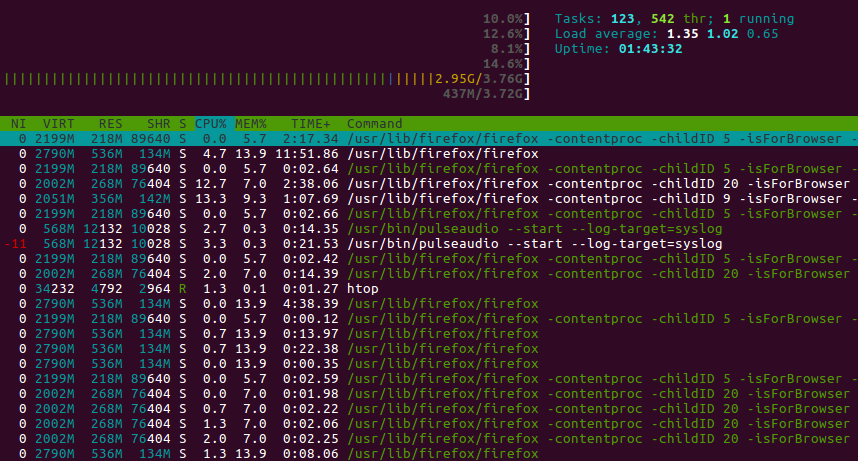 10.0%] Tasks: 123, 542 thr; 1 running
12.6%] Load average: 1.35 1.02 0.65
8.1%] Uptime: 01:43:32
14.6%]
2.95G/3.76G]
437M/3.72G]
NI VIRT RES SHR S CPU% MEM% TIME+ Command
0 2199M 218M 89640 S 0.0 5.7 2:17.34 /usr/lib/firefox/firefox -contentproc -childID 5 -isForBrowser -
0 2790M 536M 134M S 4.7 13.9 11:51.86 /usr/lib/firefox/firefox
0 2199M 218M 89640 S 0.0 5.7 0:02.64 /usr/lib/firefox/firefox -contentproc -childID 5 -isForBrowser -
0 2002M 268M 76404 S 12.7 7.0 2:38.06 /usr/lib/firefox/firefox -contentproc -childID 20 -isForBrowser
0 2051M 356M 142M S 13.3 9.3 1:07.69 /usr/lib/firefox/firefox -contentproc -childID 9 -isForBrowser -
0 2199M 218M 89640 S 0.0 5.7 0:02.66 /usr/lib/firefox/firefox -contentproc -childID 5 -isForBrowser -
0 568M 12132 10028 S 2.7 0.3 0:14.35 /usr/bin/pulseaudio --start --log-target=syslog
-11 568M 12132 10028 S 3.3 0.3 0:21.53 /usr/bin/pulseaudio --start --log-target=syslog
0 2199M 218M 89640 S 0.0 5.7 0:02.42 /usr/lib/firefox/firefox -contentproc -childID 5 -isForBrowser -
0 2002M 268M 76404 S 2.0 7.0 0:14.39 /usr/lib/firefox/firefox -contentproc -childID 20 -isForBrowser
0 34232 4792 2964 R 1.3 0.1 0:01.27 htop
0 2790M 536M 134M S 0.0 13.9 4:38.39 /usr/lib/firefox/firefox
0 2199M 218M 89640 S 0.0 5.7 0:00.12 /usr/lib/firefox/firefox -contentproc -childID 5 -isForBrowser -
0 2790M 536M 134M S 0.7 13.9 0:13.97 /usr/lib/firefox/firefox
0 2790M 536M 134M S 0.7 13.9 0:22.38 /usr/lib/firefox/firefox
0 2790M 536M 134M S 0.0 13.9 0:00.35 /usr/lib/firefox/firefox
0 2199M 218M 89640 S 0.0 5.7 0:02.59 /usr/lib/firefox/firefox -contentproc -childID 5 -isForBrowser -
0 2002M 268M 76404 S 0.0 7.0 0:01.98 /usr/lib/firefox/firefox -contentproc -childID 20 -isForBrowser
0 2002M 268M 76404 S 0.7 7.0 0:02.22 /usr/lib/firefox/firefox -contentproc -childID 20 -isForBrowser
0 2002M 268M 76404 S 1.3 7.0 0:02.06 /usr/lib/firefox/firefox -contentproc -childID 20 -isForBrowser
0 2002M 268M 76404 S 2.0 7.0 0:02.25 /usr/lib/firefox/firefox -contentproc -childID 20 -isForBrowser
0 2790M 536M 134M S 1.3 13.9 0:08.06 /usr/lib/firefox/firefox